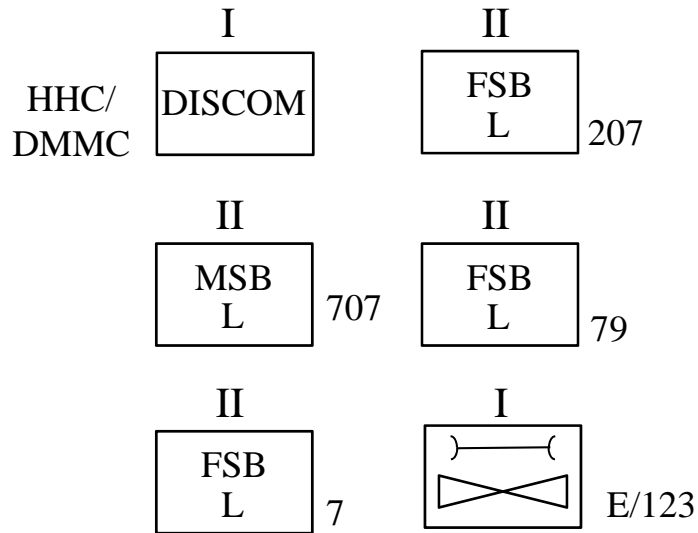 I
HHC/
DMMC
DISCOM
II
FSB
L
207
II
MSB
L
707
II
FSB
L
79
II
FSB
L
7
I
E/123